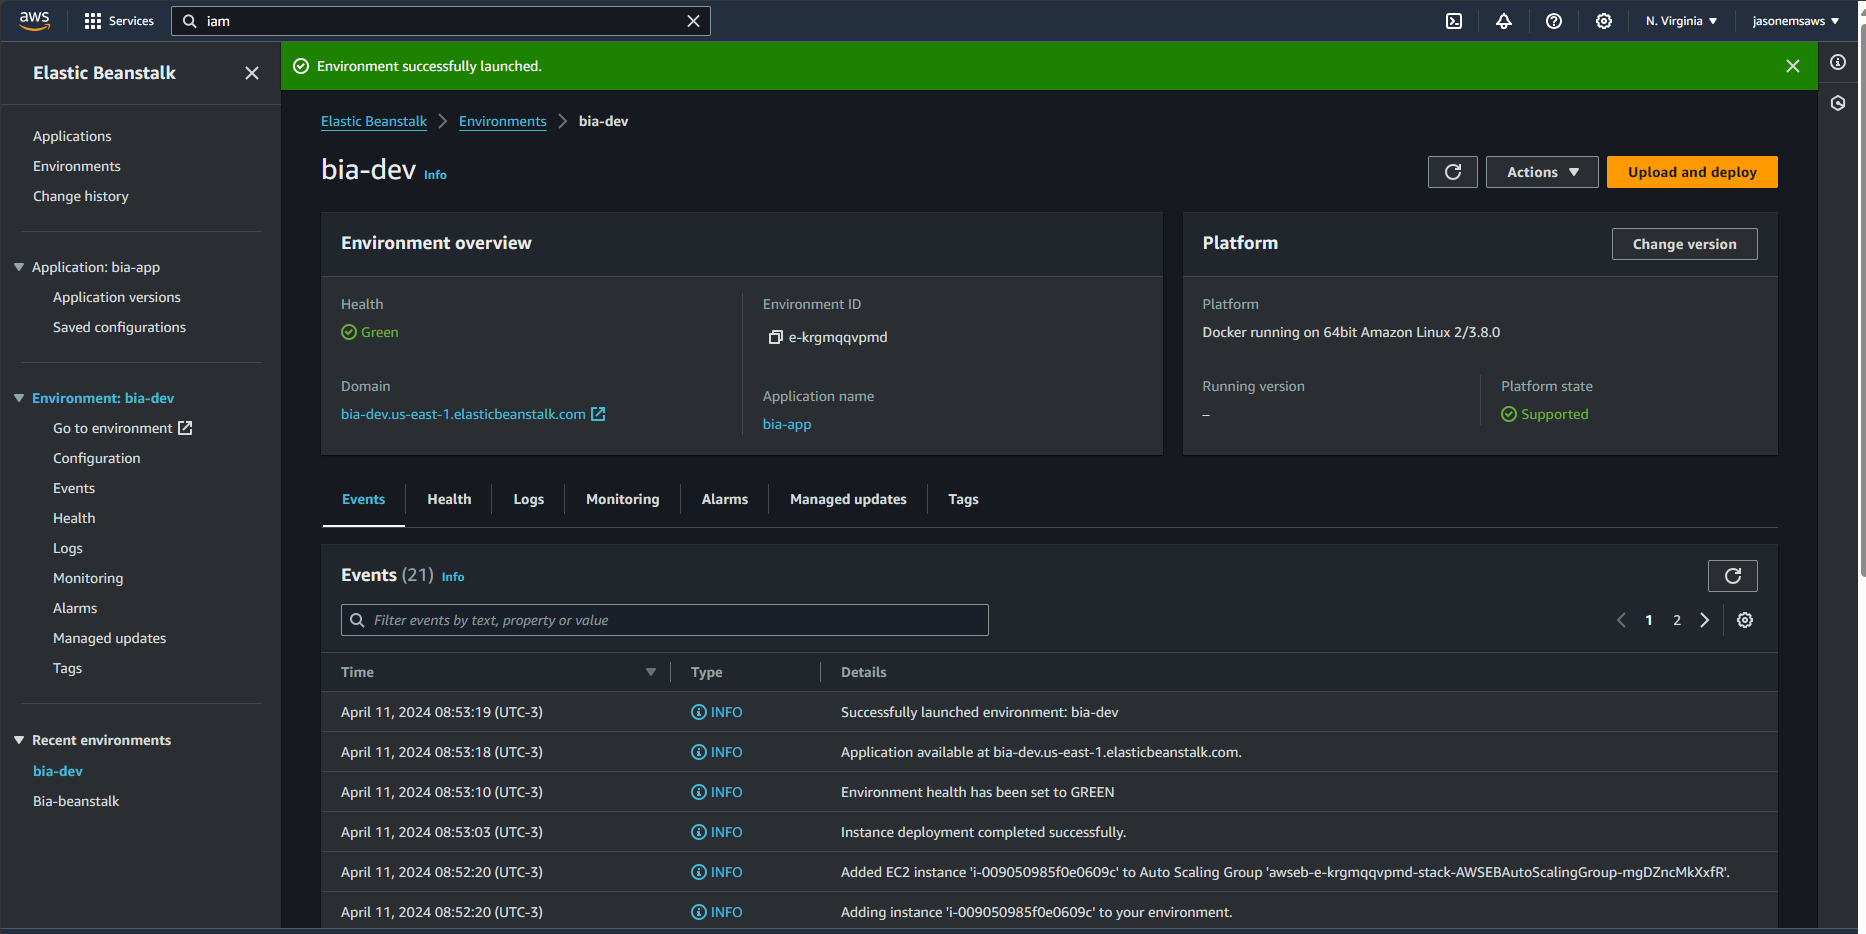 aws Services iam N. Virginia jasonemsaws
Elastic Beanstalk
Applications
Environments
Change history
Application: bia-app
Application versions
Saved configurations
Environment: bia-dev
Go to environment
Configuration
Events
Health
Logs
Monitoring
Alarms
Managed updates
Tags
Recent environments
bia-dev
Bia-beanstalk
Environment successfully launched.
Elastic Beanstalk Environments bia-dev
bia-dev Info
Actions Upload and deploy
Environment overview
Health
Green
Domain
bia-dev.us-east-1.elasticbeanstalk.com
Environment ID
e-krgmqqvpmd
Application name
bia-app
Platform Change version
Platform
Docker running on 64bit Amazon Linux 2/3.8.0
Running version
–
Platform state
Supported
Events Health Logs Monitoring Alarms Managed updates Tags
Events (21) Info
Filter events by text, property or value
1 2
Time Type Details
April 11, 2024 08:53:19 (UTC-3) INFO Successfully launched environment: bia-dev
April 11, 2024 08:53:18 (UTC-3) INFO Application available at bia-dev.us-east-1.elasticbeanstalk.com.
April 11, 2024 08:53:10 (UTC-3) INFO Environment health has been set to GREEN
April 11, 2024 08:53:03 (UTC-3) INFO Instance deployment completed successfully.
April 11, 2024 08:52:20 (UTC-3) INFO Added EC2 instance 'i-009050985f0e0609c' to Auto Scaling Group 'awseb-e-krgmqqvpmd-stack-AWSEBAutoScalingGroup-mgDZncMkXxfR'.
April 11, 2024 08:52:20 (UTC-3) INFO Adding instance 'i-009050985f0e0609c' to your environment.